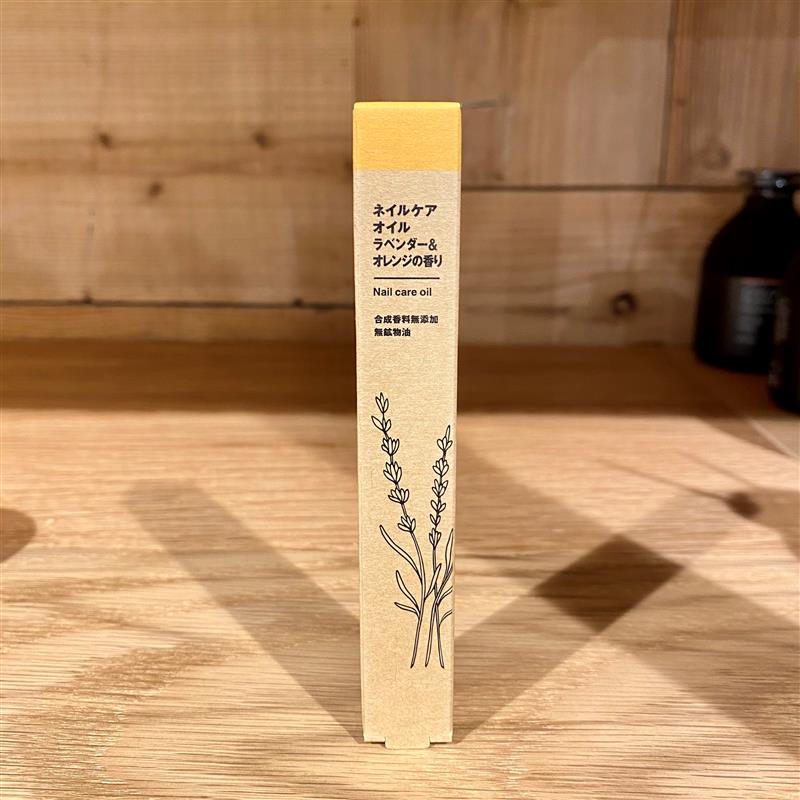 ネイルケア
オイル
ラベンダー&
オレンジの香り
Nail care oil
合成香料無添加
無鉱物油